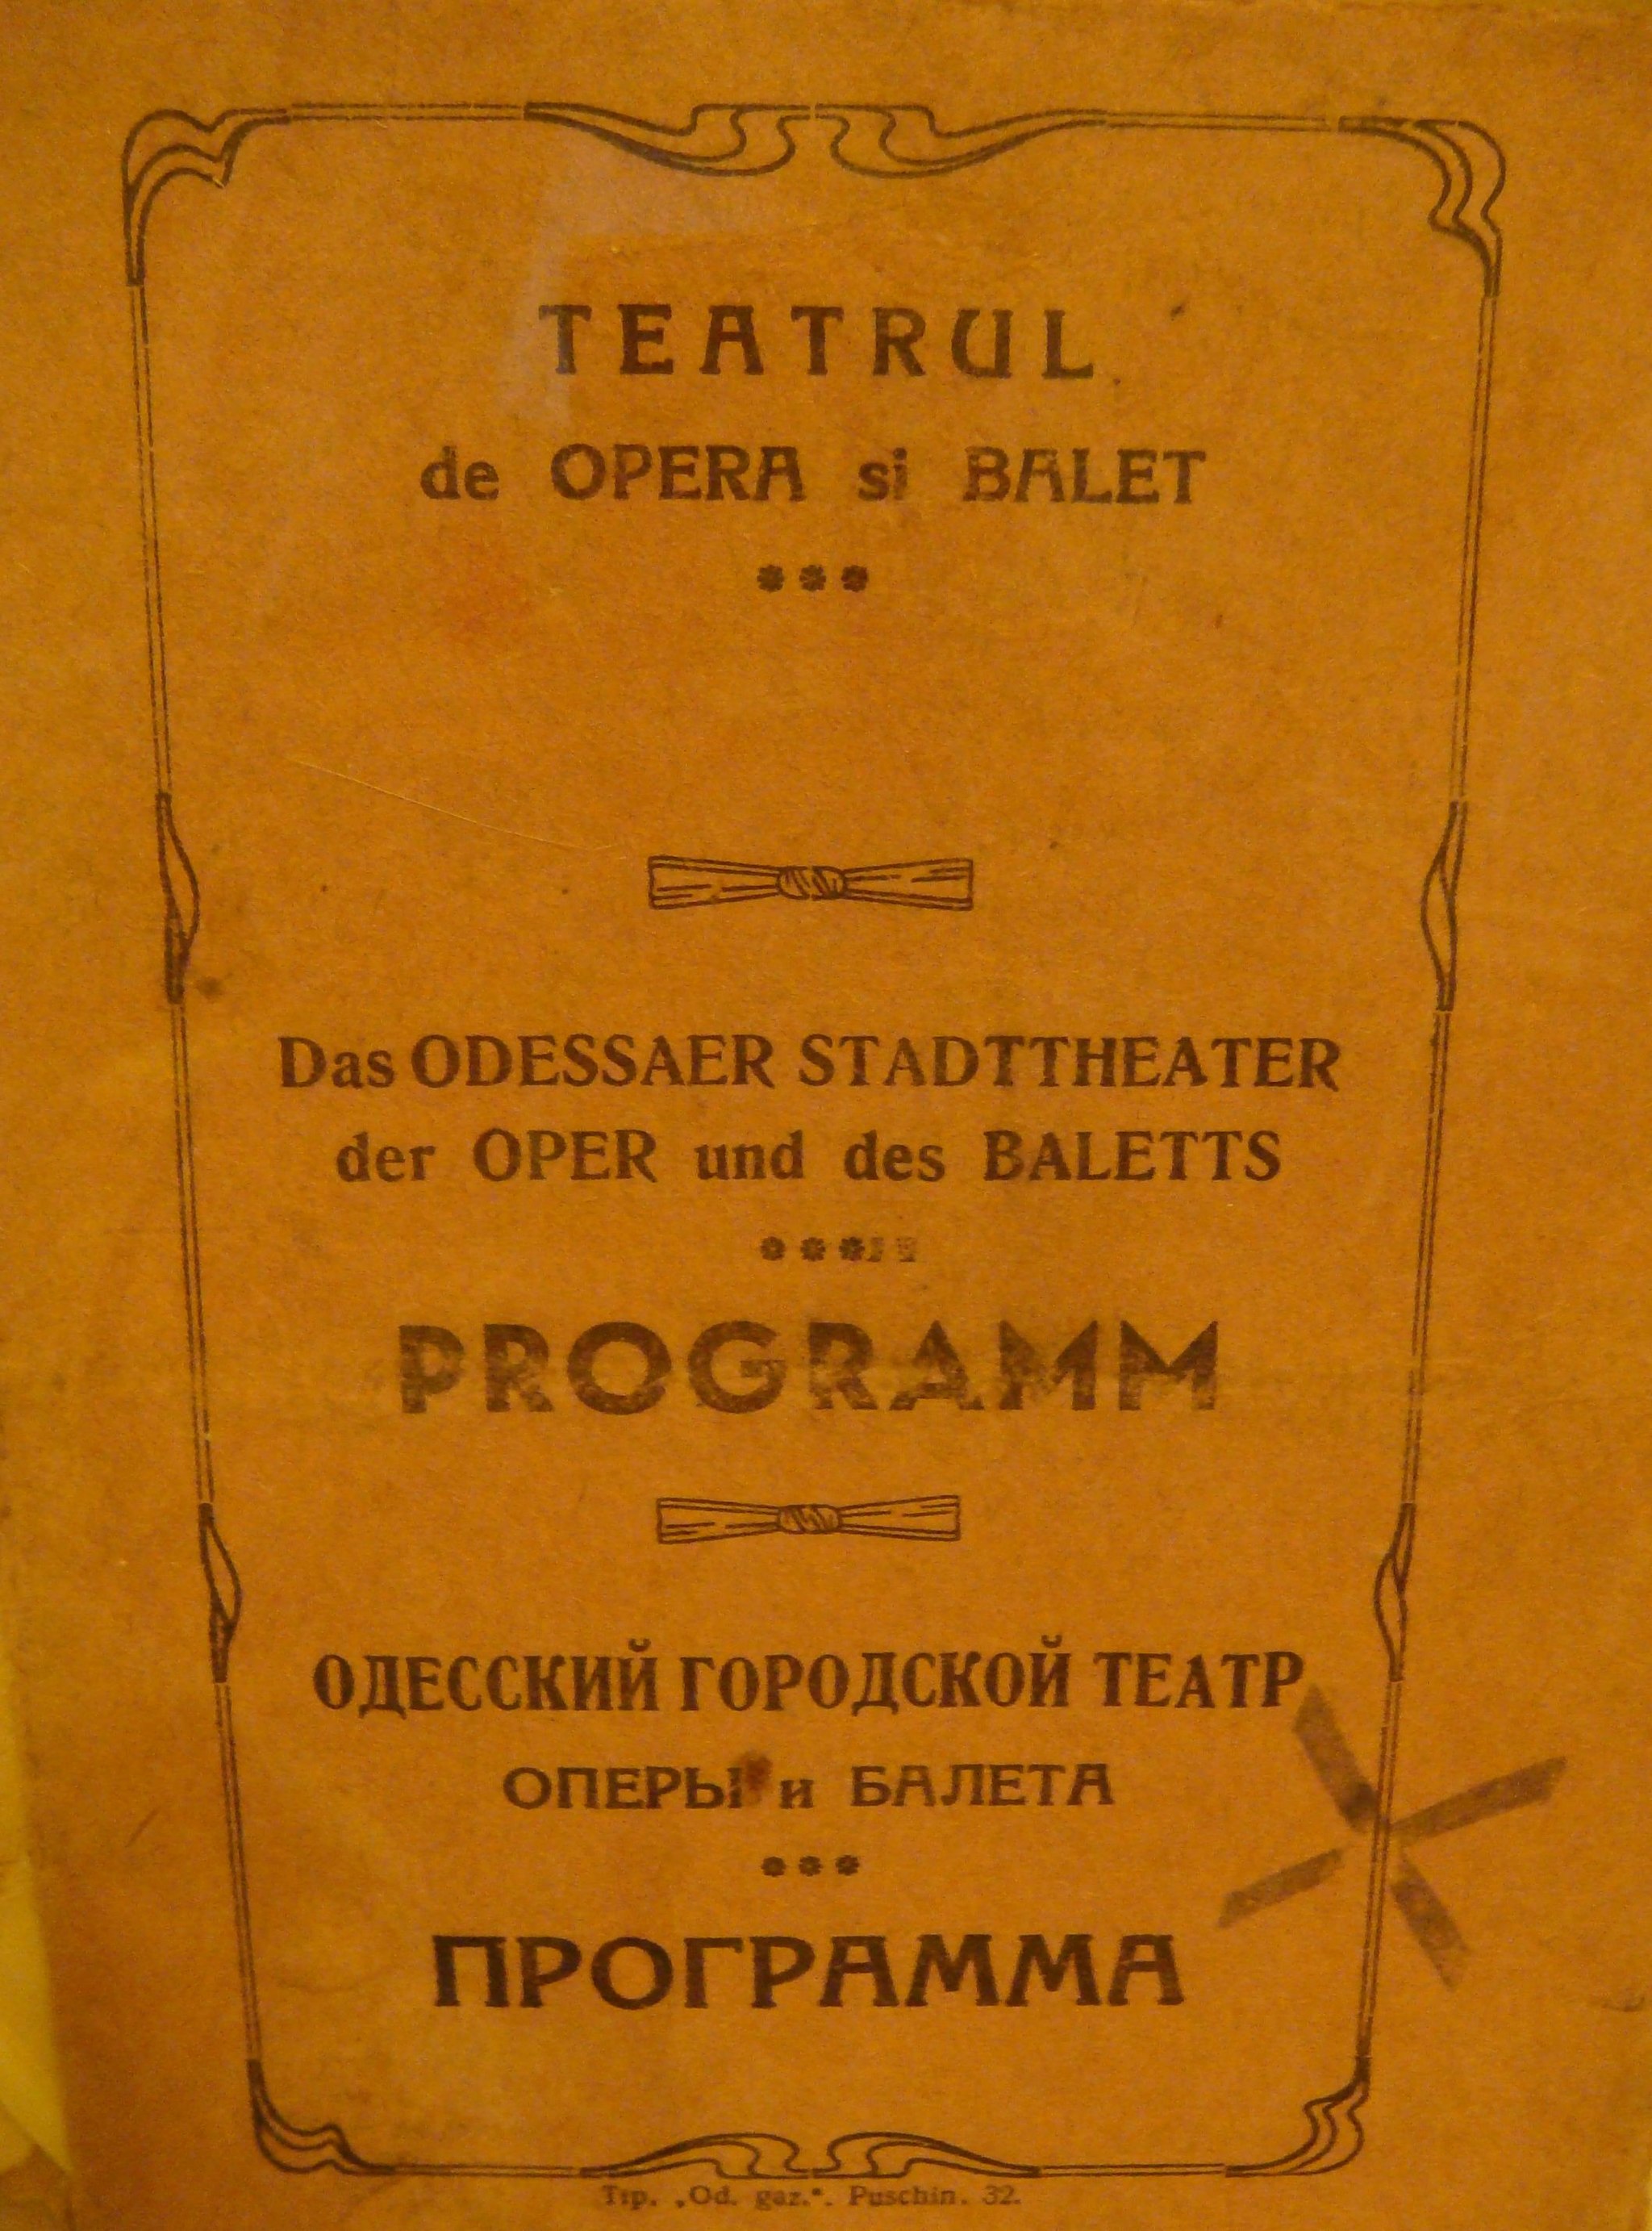 TEATRUL
de OPERA si BALET
Das ODESSAER STADTTHEATER
der OPER und des BALETTS
PROGRAMM
ОДЕССКИЙ ГОРОДСКОЙ ТЕАТР
ОПЕРЫ и БАЛЕТА
ПРОГРАММА
Tip. „Od. gaz.“. Puschin. 32.